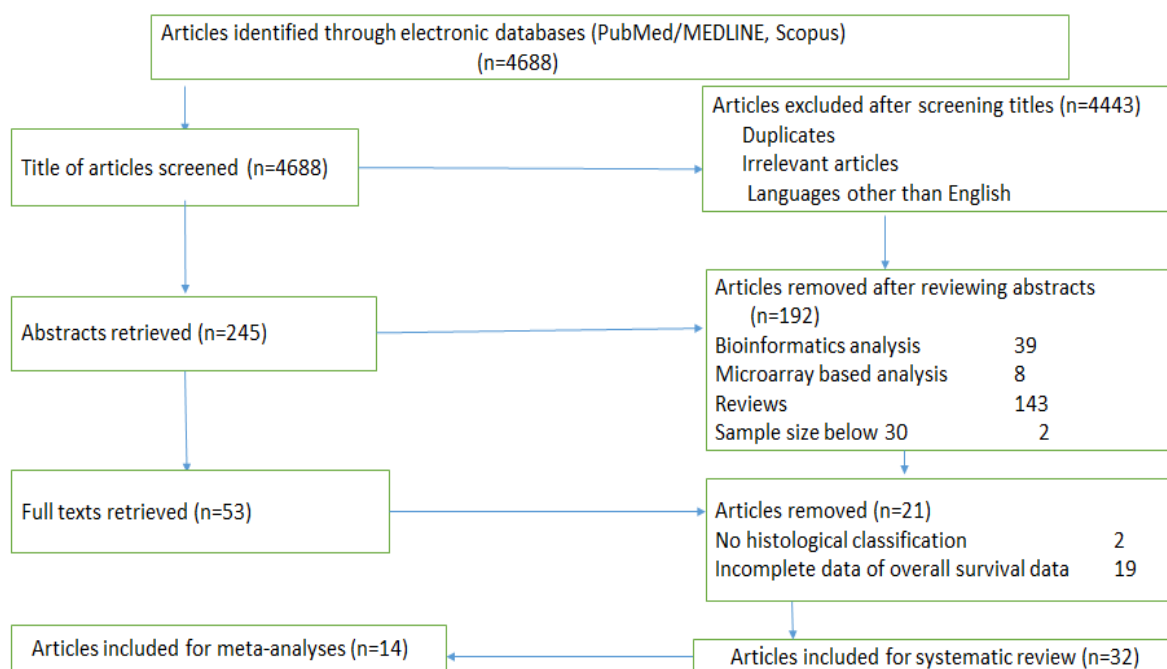 Articles identified through electronic databases (PubMed/MEDLINE, Scopus)
(n=4688)
Articles excluded after screening titles (n=4443)
Duplicates
Irrelevant articles
Languages other than English
Title of articles screened (n=4688)
Articles removed after reviewing abstracts
(n=192)
Bioinformatics analysis 39
Microarray based analysis 8
Reviews 143
Sample size below 30 2
Abstracts retrieved (n=245)
Full texts retrieved (n=53)
Articles removed (n=21)
No histological classification 2
Incomplete data of overall survival data 19
Articles included for meta-analyses (n=14)
Articles included for systematic review (n=32)